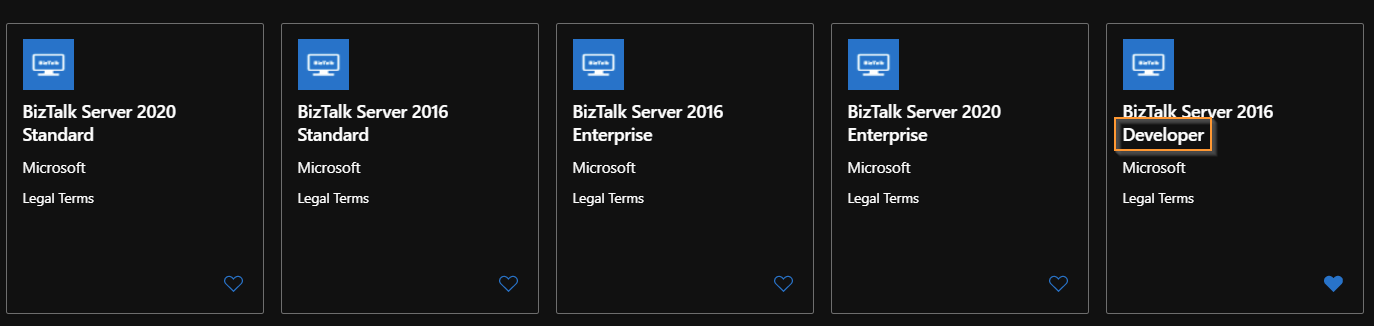 BizTalk
BizTalk Server 2020
Standard
Microsoft
Legal Terms
BizTalk
BizTalk Server 2016
Standard
Microsoft
Legal Terms
BizTalk
BizTalk Server 2016
Enterprise
Microsoft
Legal Terms
BizTalk
BizTalk Server 2020
Enterprise
Microsoft
Legal Terms
BizTalk
BizTalk Server 2016
Developer
Microsoft
Legal Terms